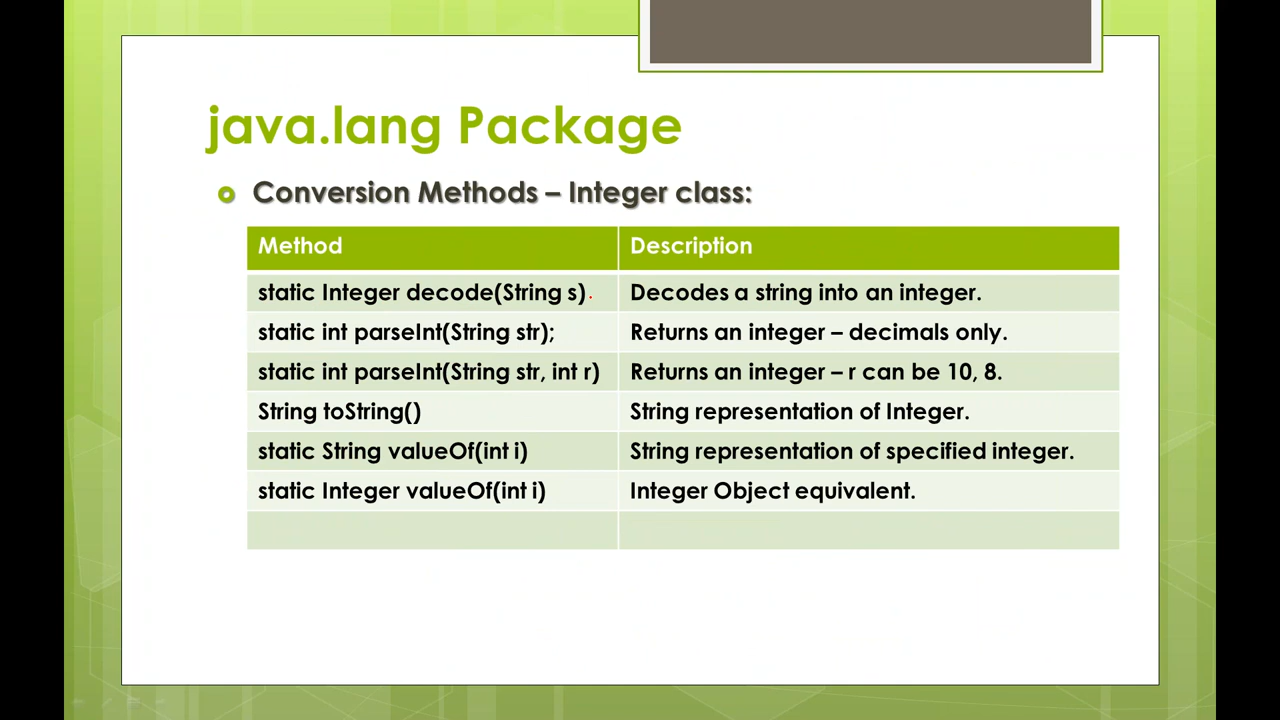 java.lang Package
Conversion Methods – Integer class:
Method Description
static Integer decode(String s) Decodes a string into an integer.
static int parseInt(String str); Returns an integer – decimals only.
static int parseInt(String str, int r) Returns an integer – r can be 10, 8.
String toString() String representation of Integer.
static String valueOf(int i) String representation of specified integer.
static Integer valueOf(int i) Integer Object equivalent.